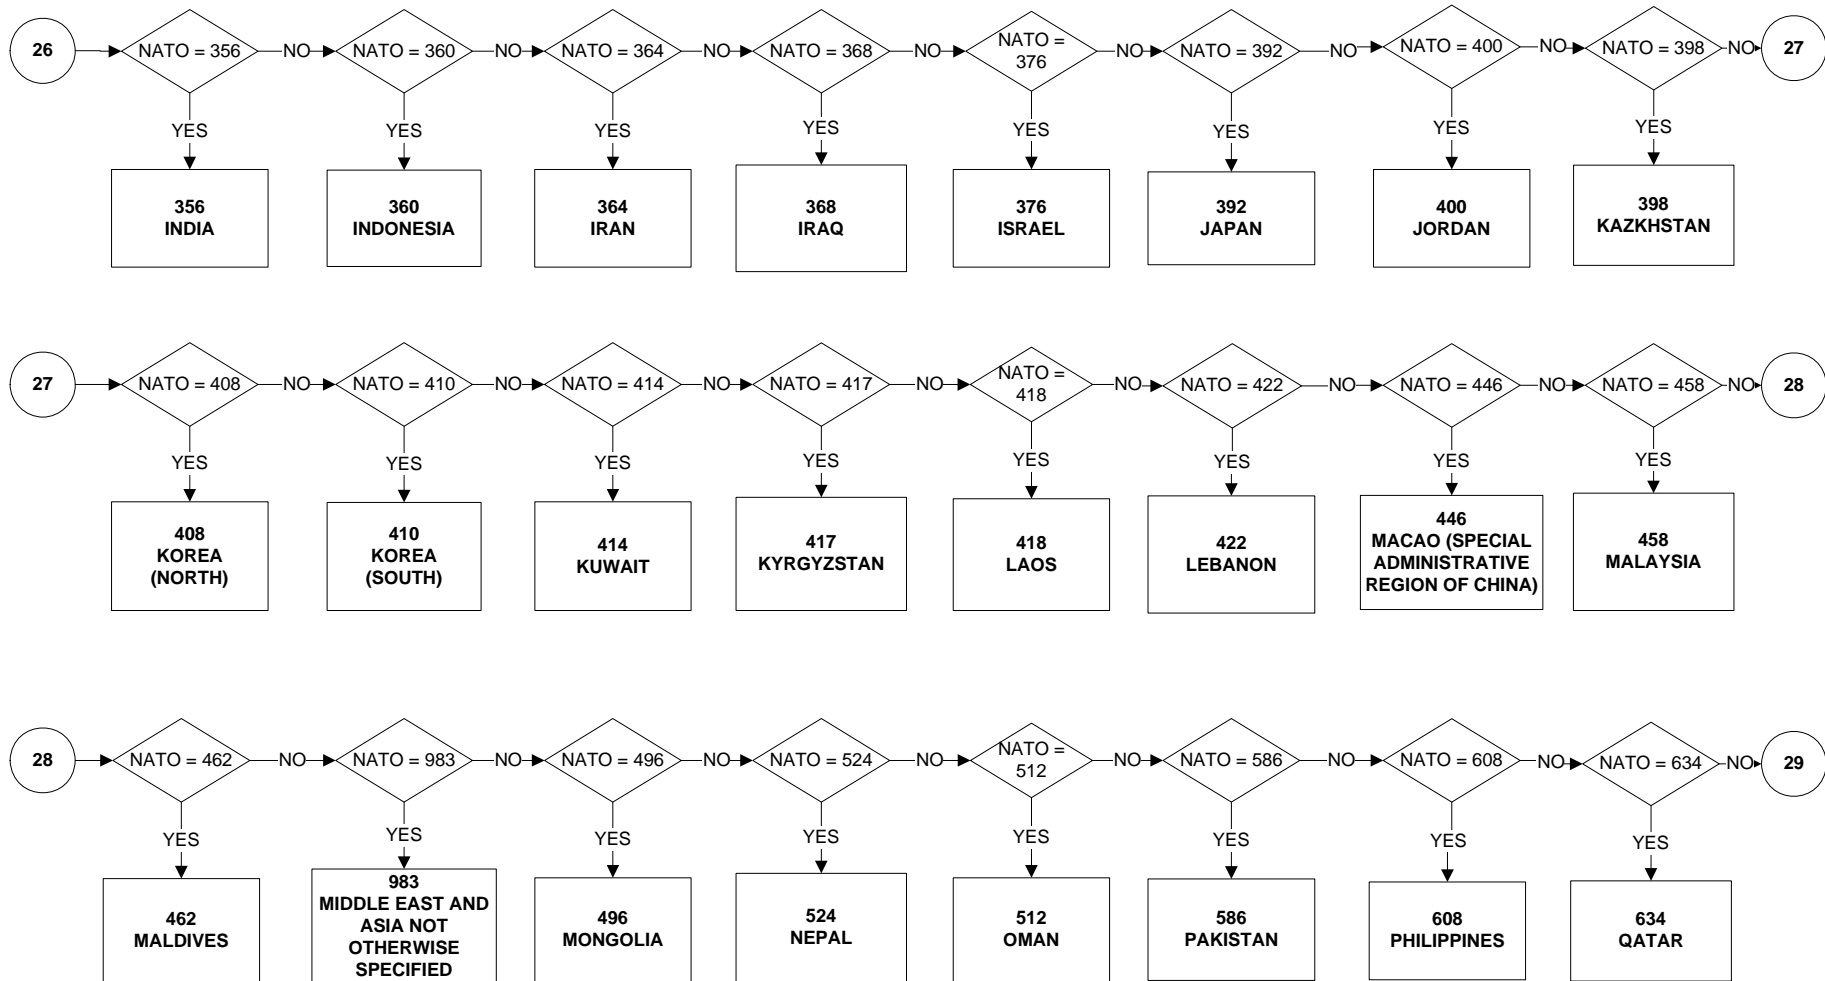 26
NATO = 356
NO
NATO = 360
NO
NATO = 364
NO
NATO = 368
NO
NATO =
376
NO
NATO = 392
NO
NATO = 400
NO
NATO = 398
NO
27
YES
YES
YES
YES
YES
YES
YES
YES
356
INDIA
360
INDONESIA
364
IRAN
368
IRAQ
376
ISRAEL
392
JAPAN
400
JORDAN
398
KAZKHSTAN
27
NATO = 408
NO
NATO = 410
NO
NATO = 414
NO
NATO = 417
NO
NATO =
418
NO
NATO = 422
NO
NATO = 446
NO
NATO = 458
NO
28
YES
YES
YES
YES
YES
YES
YES
YES
408
KOREA
(NORTH)
410
KOREA
(SOUTH)
414
KUWAIT
417
KYRGYZSTAN
418
LAOS
422
LEBANON
446
MACAO (SPECIAL
ADMINISTRATIVE
REGION OF CHINA)
458
MALAYSIA
28
NATO = 462
NO
NATO = 983
NO
NATO = 496
NO
NATO = 524
NO
NATO =
512
NO
NATO = 586
NO
NATO = 608
NO
NATO = 634
NO
29
YES
YES
YES
YES
YES
YES
YES
YES
462
MALDIVES
983
MIDDLE EAST AND
ASIA NOT
OTHERWISE
SPECIFIED
496
MONGOLIA
524
NEPAL
512
OMAN
586
PAKISTAN
608
PHILIPPINES
634
QATAR